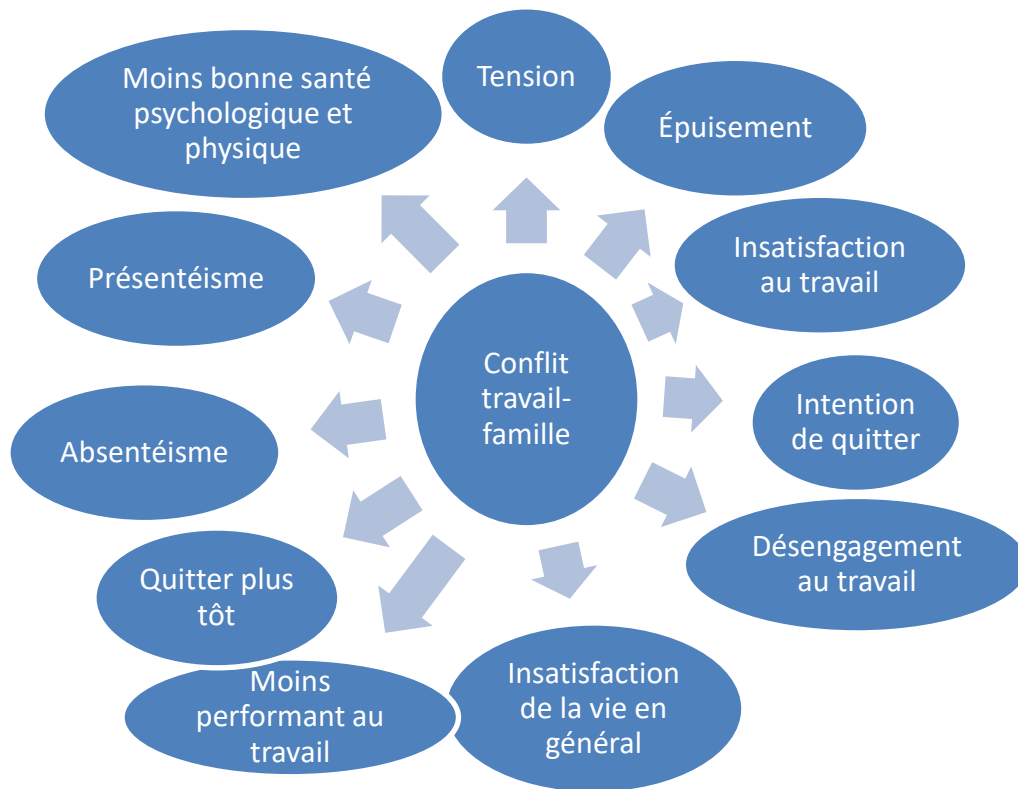 Tension
Épuisement
Insatisfaction
au travail
Intention
de quitter
Désengagement
au travail
Insatisfaction
de la vie en
général
Moins
performant au
travail
Quitter plus
tôt
Absentéisme
Présentéisme
Moins bonne santé
psychologique et
physique
Conflit
travail-
famille